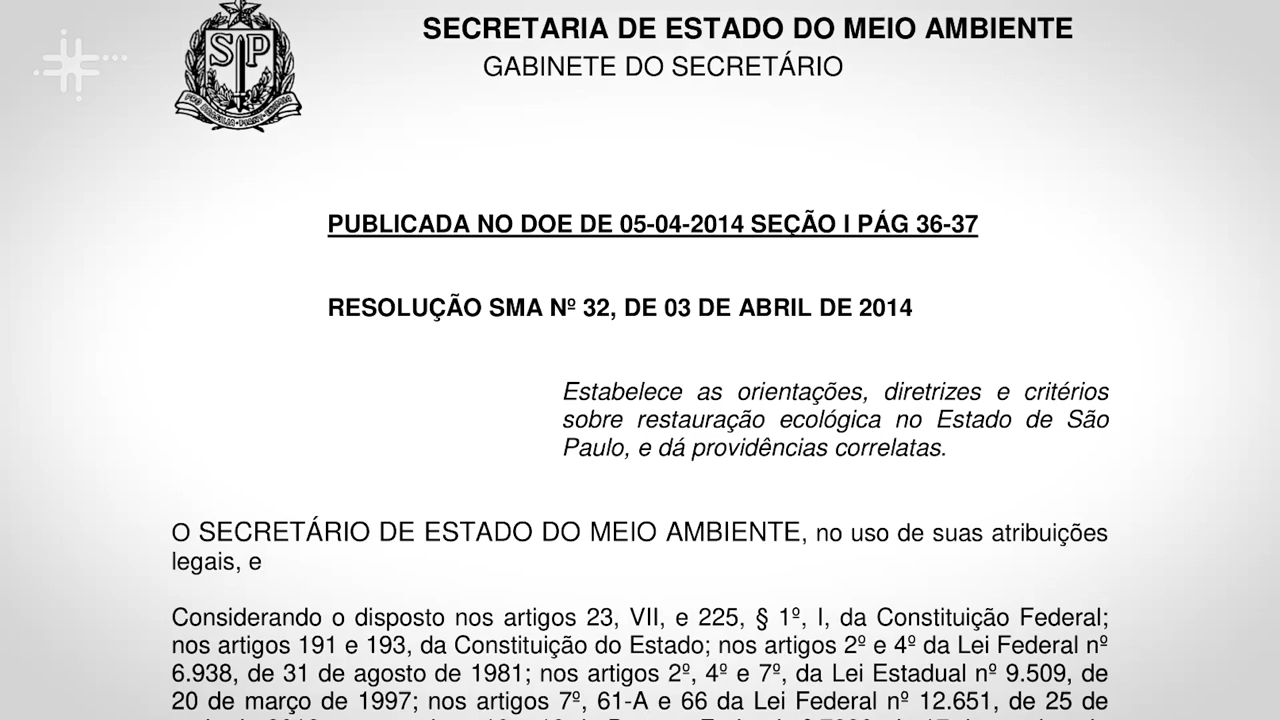 SECRETARIA DE ESTADO DO MEIO AMBIENTE
GABINETE DO SECRETÁRIO
SP
PUBLICADA NO DOE DE 05-04-2014 SEÇÃO I PÁG 36-37
RESOLUÇÃO SMA Nº 32, DE 03 DE ABRIL DE 2014
Estabelece as orientações, diretrizes e critérios
sobre restauração ecológica no Estado de São
Paulo, e dá providências correlatas.
O SECRETÁRIO DE ESTADO DO MEIO AMBIENTE, no uso de suas atribuições
legais, e
Considerando o disposto nos artigos 23, VII, e 225, § 1º, I, da Constituição Federal;
nos artigos 191 e 193, da Constituição do Estado; nos artigos 2º e 4º da Lei Federal nº
6.938, de 31 de agosto de 1981; nos artigos 2º, 4º e 7º, da Lei Estadual nº 9.509, de
20 de março de 1997; nos artigos 7º, 61-A e 66 da Lei Federal nº 12.651, de 25 de